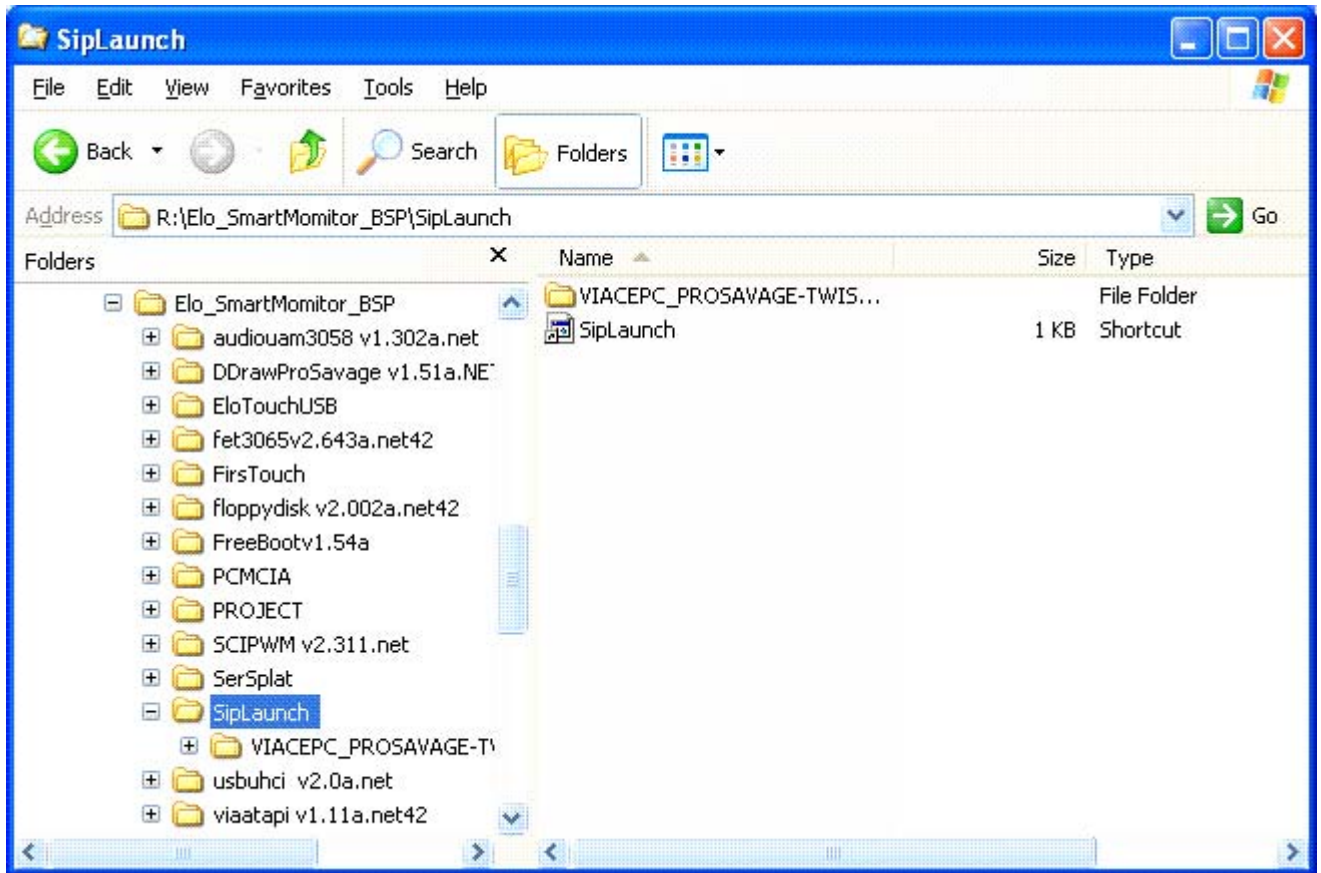 SipLaunch
File Edit View Favorites Tools Help
Back Search Folders
Address R:\Elo_SmartMomitor_BSP\SipLaunch Go
Folders
Name Size Type
Elo_SmartMomitor_BSP
audiouam3058 v1.302a.net
DDrawProSavage v1.51a.NET
EloTouchUSB
fet3065v2.643a.net42
FirsTouch
floppydisk v2.002a.net42
FreeBootv1.54a
PCMCIA
PROJECT
SCIPWM v2.311.net
SerSplat
SipLaunch
VIACEPC_PROSAVAGE-TV
usbuhci v2.0a.net
viaatapi v1.11a.net42
VIACEPC_PROSAVAGE-TWIS... File Folder
SipLaunch 1 KB Shortcut